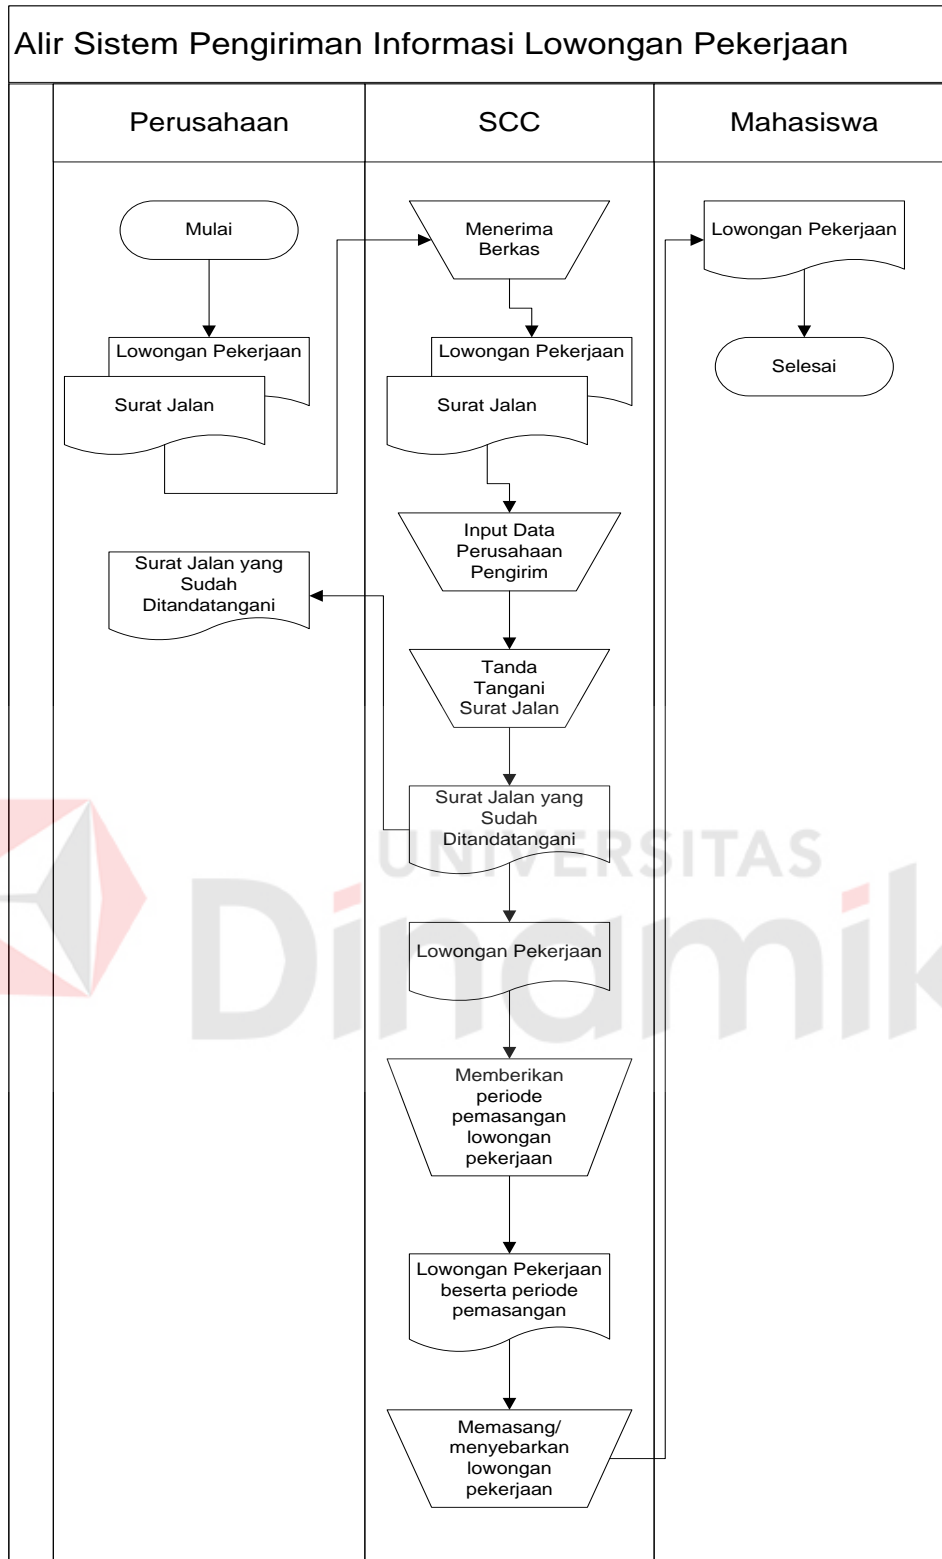 Alir Sistem Pengiriman Informasi Lowongan Pekerjaan
Perusahaan
SCC
Mahasiswa
Mulai
Lowongan Pekerjaan
Surat Jalan
Surat Jalan yang
Sudah
Ditandatangani
Menerima
Berkas
Lowongan Pekerjaan
Surat Jalan
Input Data
Perusahaan
Pengirim
Tanda
Tangani
Surat Jalan
Surat Jalan yang
Sudah
Ditandatangani
Lowongan Pekerjaan
Memberikan
periode
pemasangan
lowongan
pekerjaan
Lowongan Pekerjaan
beserta periode
pemasangan
Memasang/
menyebarkan
lowongan
pekerjaan
Lowongan Pekerjaan
Selesai
UNIVERSITAS
Dinamik